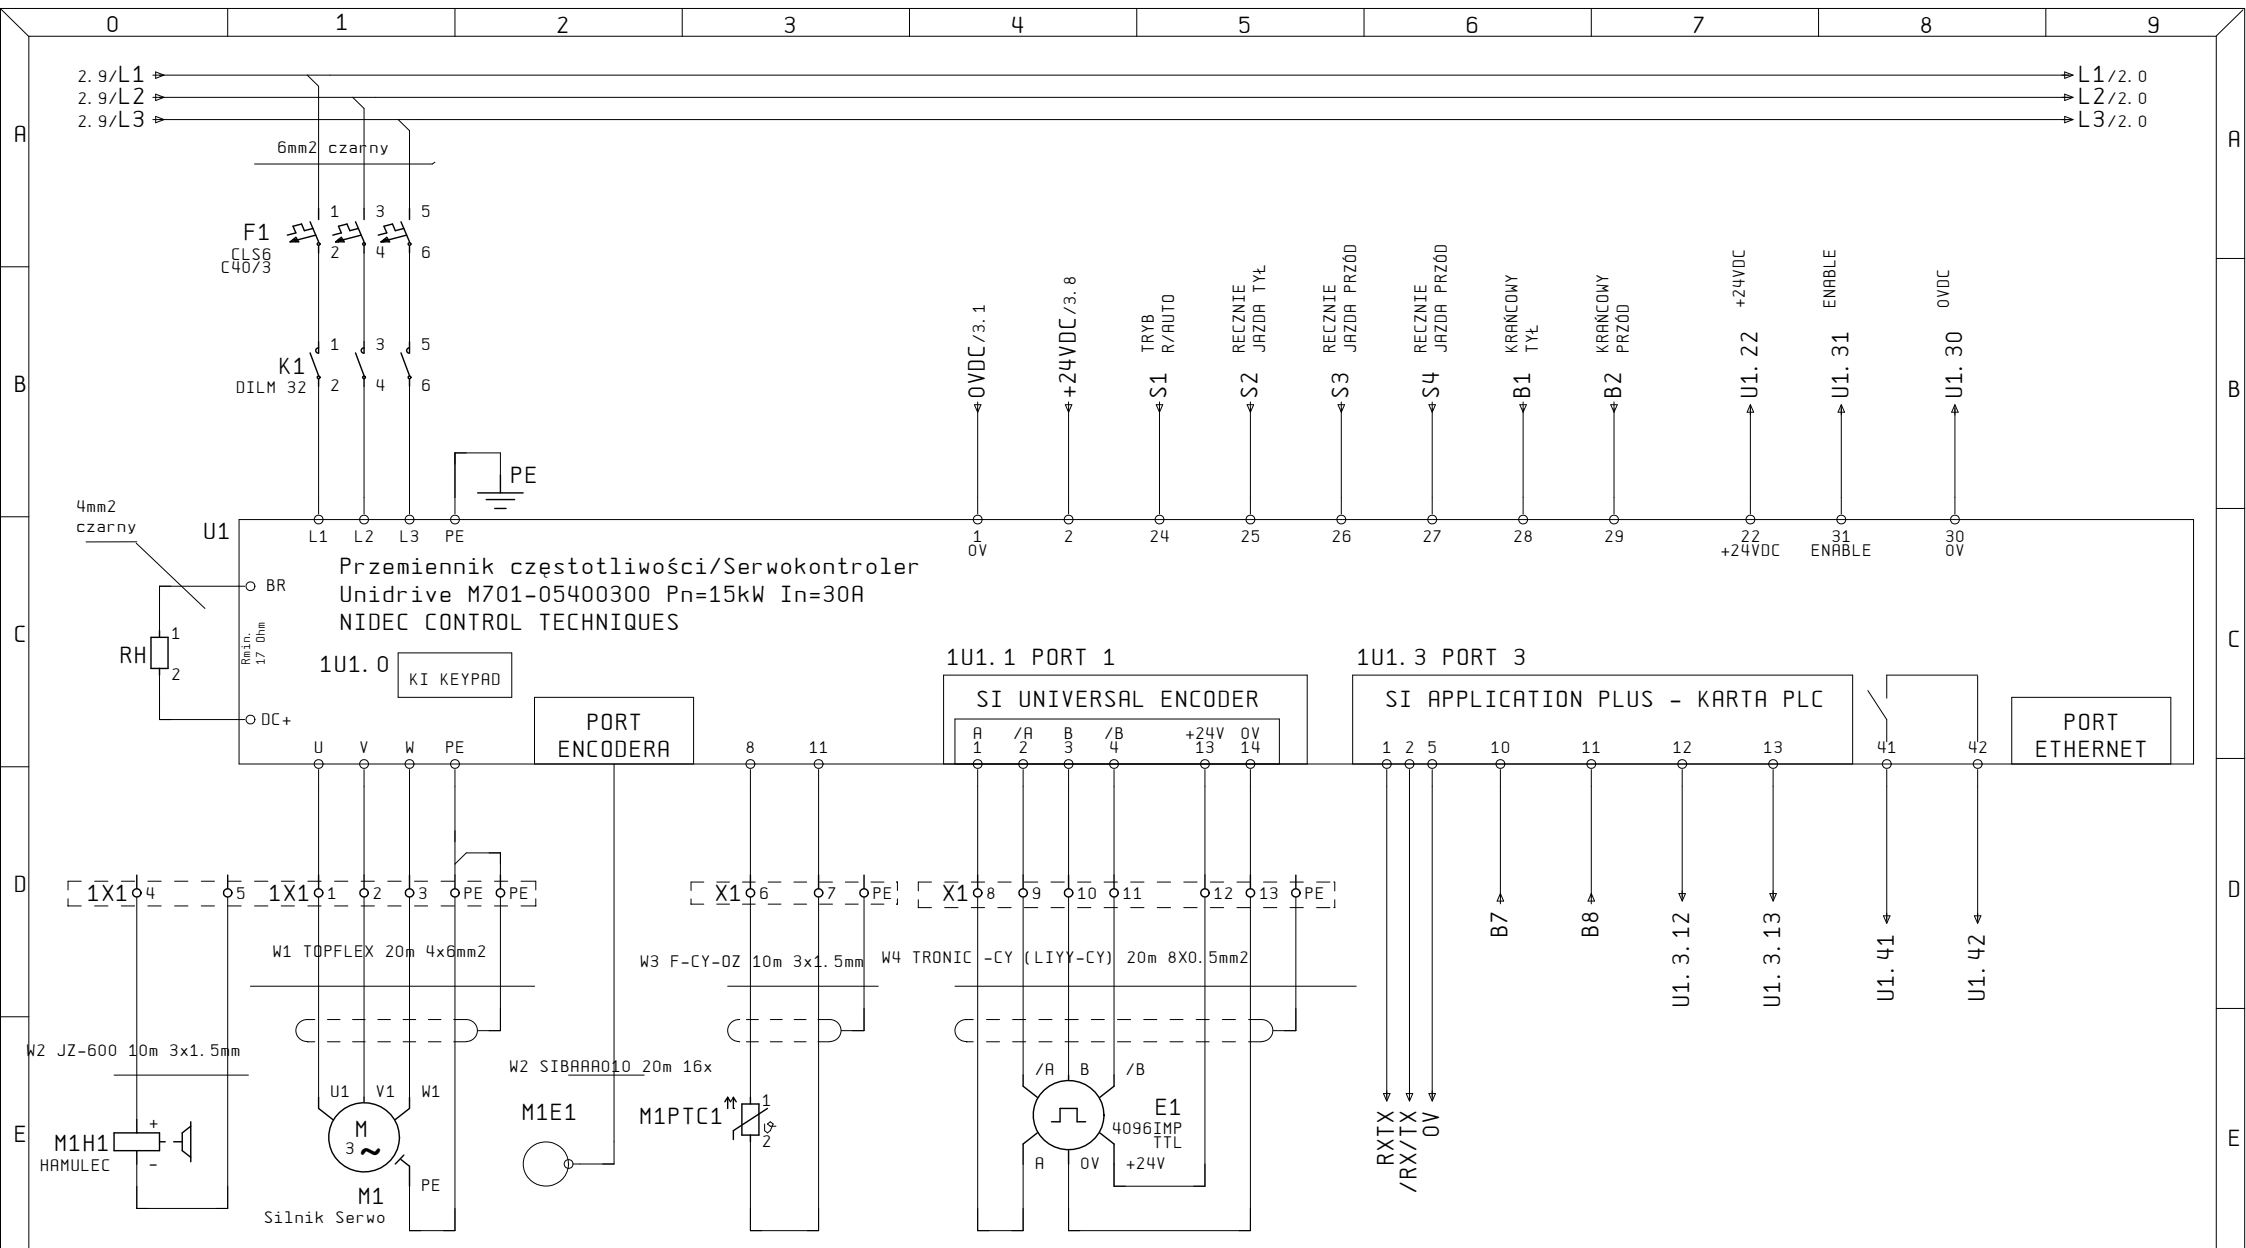 0 1 2 3 4 5 6 7 8 9
2.9/L1 L1/2.0
2.9/L2 L2/2.0
2.9/L3 L3/2.0
A A
6mm2 czarny
1 3 5
F1
CLS6
C40/3
2 4 6
1 3 5
K1
DILM 32
2 4 6
B B
0VDC/3.1
+24VDC/3.8
S1 TRYB
R/AUTO
S2 RECZNIE
JAZDA TYŁ
S3 RECZNIE
JAZDA PRZÓD
S4 RECZNIE
JAZDA PRZÓD
B1 KRAŃCOWY
TYŁ
B2 KRAŃCOWY
PRZÓD
U1.22 +24VDC
U1.31 ENABLE
U1.30 0VDC
PE
4mm2
czarny
U1
L1 L2 L3 PE
1 2 24 25 26 27 28 29 22 31 30
0V +24VDC ENABLE 0V
Przemiennik częstotliwości/Serwokontroler
Unidrive M701-05400300 Pn=15kW In=30A
NIDEC CONTROL TECHNIQUES
BR
Rmin.
17 Ohm
C C
RH
1
2
DC+
1U1.0
KI KEYPAD
PORT
ENCODERA
1U1.1 PORT 1
SI UNIVERSAL ENCODER
A /A B /B +24V 0V
1 2 3 4 13 14
1U1.3 PORT 3
SI APPLICATION PLUS - KARTA PLC
1 2 5 10 11 12 13
41 42
PORT
ETHERNET
U V W PE
8 11
D D
1X1 4 5
1X1 1 2 3 PE PE
X1 6 7 PE
X1 8 9 10 11 12 13 PE
B7
B8
U1.3.12
U1.3.13
U1.41
U1.42
W1 TOPFLEX 20m 4x6mm2
W3 F-CY-OZ 10m 3x1.5mm
W4 TRONIC -CY (LIYY-CY) 20m 8X0.5mm2
W2 JZ-600 10m 3x1.5mm
W2 SIBAAA010 20m 16x
E E
M1H1
HAMULEC
+
-
U1 V1 W1
M
3 ~
PE
M1
Silnik Serwo
M1E1
M1PTC1
1
2
/A B /B
E1
4096IMP
TTL
A 0V +24V
RXTX
/RX/TX
0V